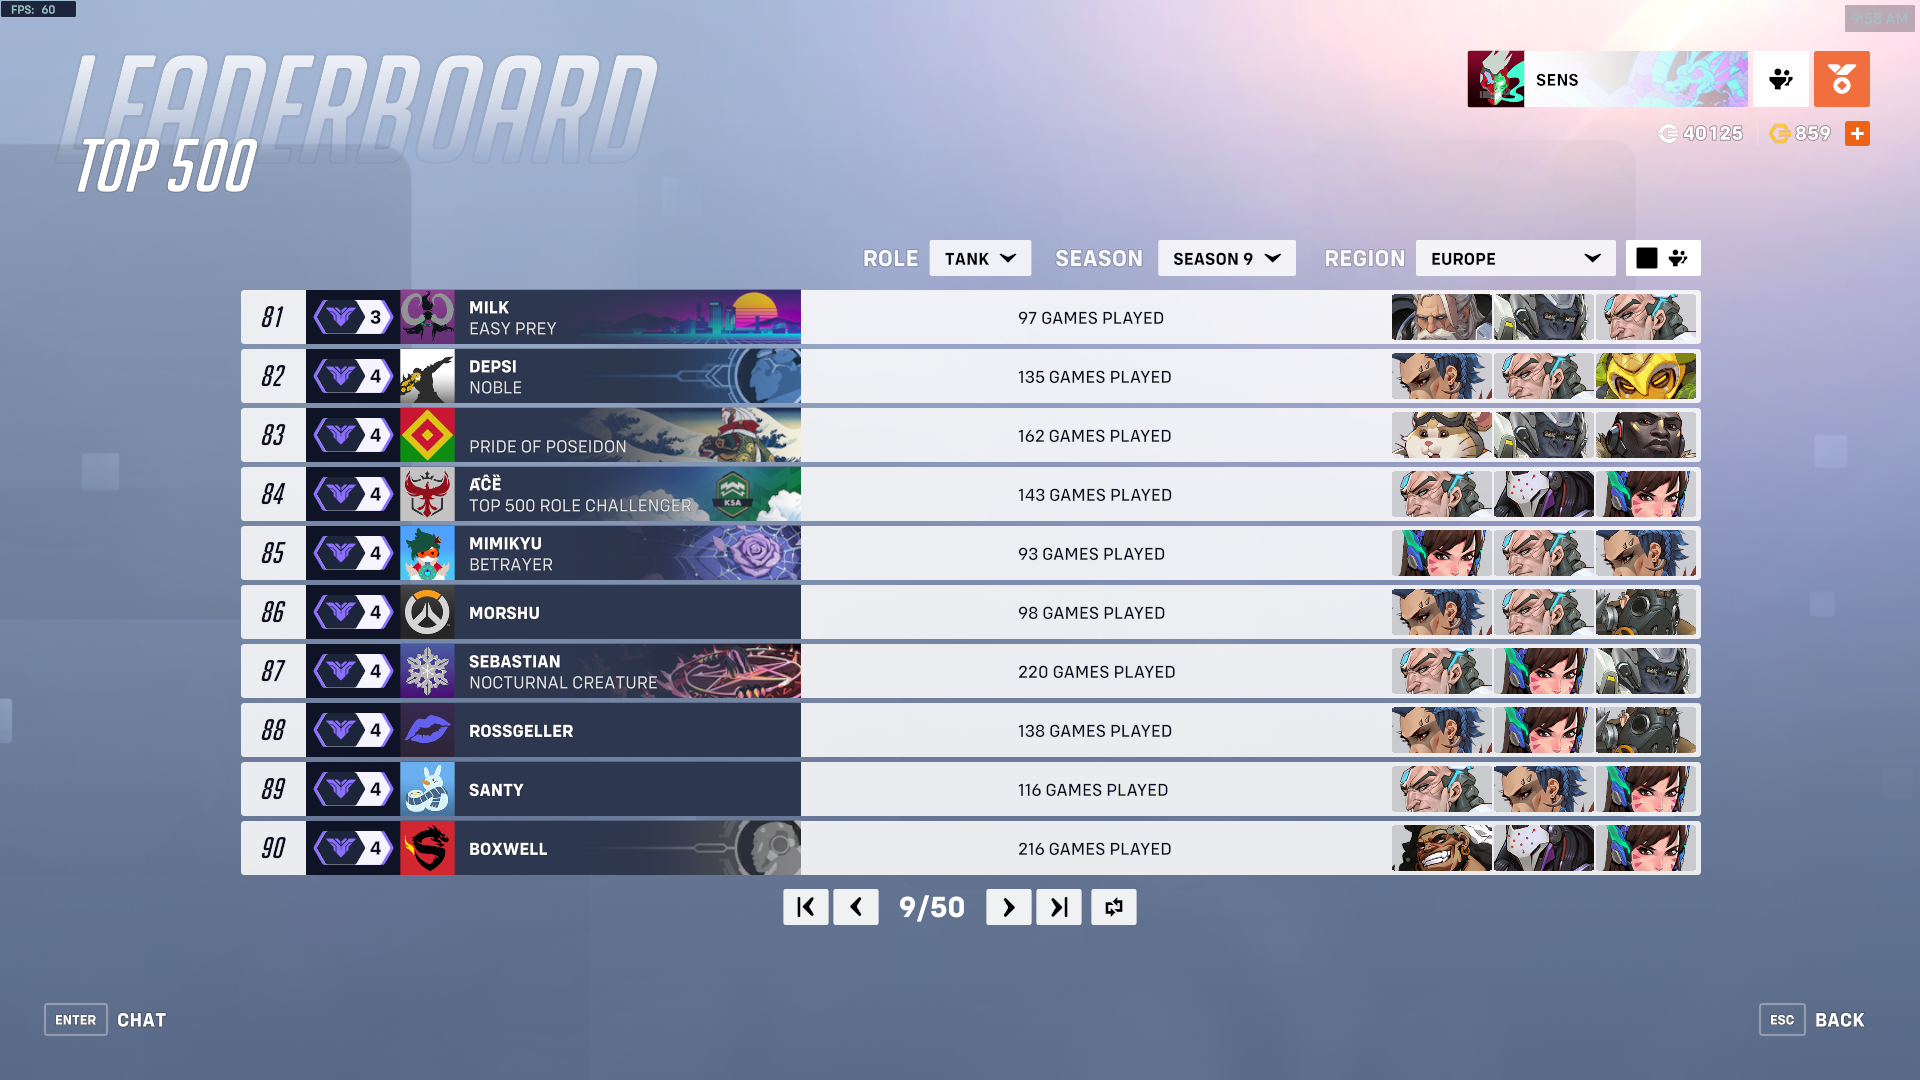 FPS: 60
9:58 AM
LEADERBOARD
TOP 500
SENS
40125
859
ROLE TANK SEASON SEASON 9 REGION EUROPE
81 3 MILK 97 GAMES PLAYED
EASY PREY
82 4 DEPSI 135 GAMES PLAYED
NOBLE
83 4 162 GAMES PLAYED
PRIDE OF POSEIDON
84 4 143 GAMES PLAYED
TOP 500 ROLE CHALLENGER KSA
85 4 MIMIKYU 93 GAMES PLAYED
BETRAYER
86 4 MORSHU 98 GAMES PLAYED
87 4 SEBASTIAN 220 GAMES PLAYED
NOCTURNAL CREATURE
88 4 ROSSGELLER 138 GAMES PLAYED
89 4 SANTY 116 GAMES PLAYED
90 4 BOXWELL 216 GAMES PLAYED
9/50
ENTER CHAT
ESC BACK